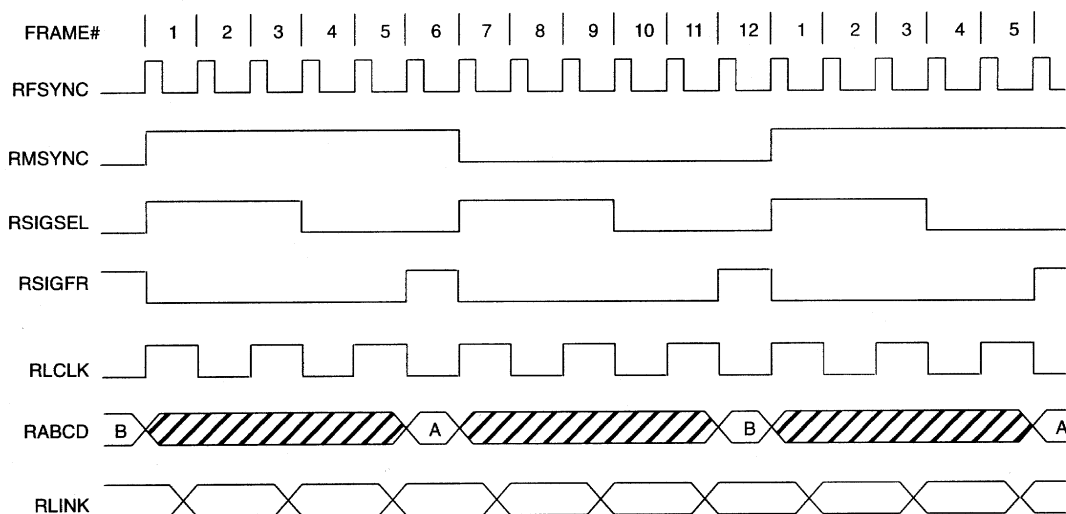 FRAME# 1 2 3 4 5 6 7 8 9 10 11 12 1 2 3 4 5
RFSYNC
RMSYNC
RSIGSEL
RSIGFR
RLCLK
RABCD B A B A
RLINK